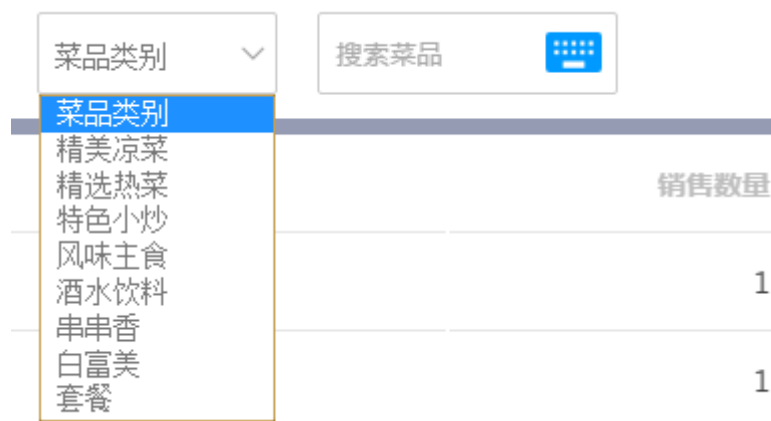 菜品类别
搜索菜品
菜品类别
精美凉菜
精选热菜
销售数量
特色小炒
风味主食
酒水饮料
1
串串香
白富美
1
套餐